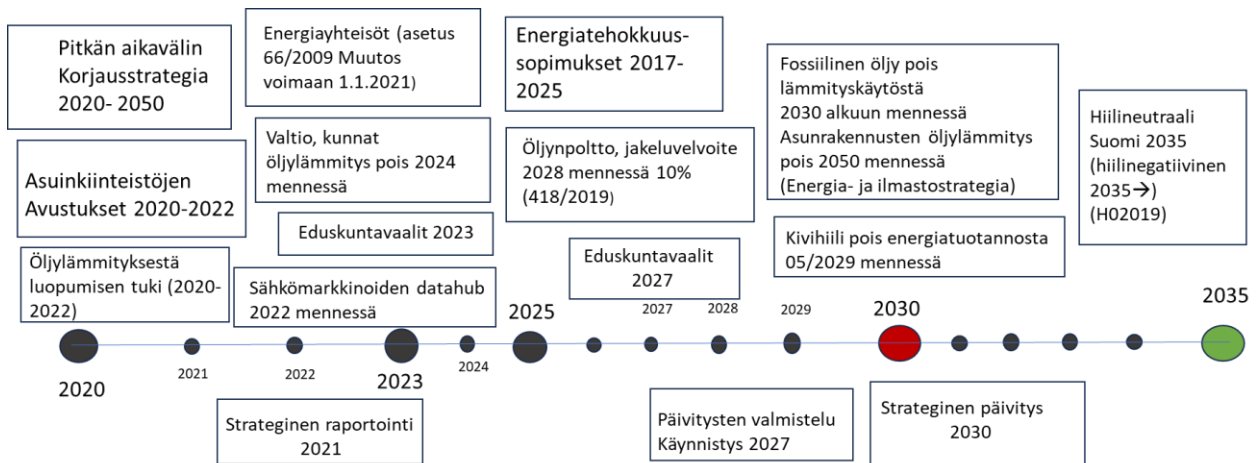 Pitkän aikavälin
Korjausstrategia
2020- 2050
Asuinkiinteistöjen
Avustukset 2020-2022
Öljylämmityksestä
luopumisen tuki (2020-
2022)
Energiayhteisöt (asetus
66/2009 Muutos
voimaan 1.1.2021)
Valtio, kunnat
öljylämmitys pois 2024
mennessä
Eduskuntavaalit 2023
Sähkömarkkinoiden datahub
2022 mennessä
Energiatehokkuus-
sopimukset 2017-
2025
Öljynpoltto, jakeluvelvoite
2028 mennessä 10%
(418/2019)
Eduskuntavaalit
2027
Fossiilinen öljy pois
lämmityskäytöstä
2030 alkuun mennessä
Asunrakennusten öljylämmitys
pois 2050 mennessä
(Energia- ja ilmastostrategia)
Kivihiili pois energiatuotannosta
05/2029 mennessä
Hiilineutraali
Suomi 2035
(hiilinegatiivinen
2035→)
(H02019)
2020
2021
2022
2023
2024
2025
2027
2028
2029
2030
2035
Strateginen raportointi
2021
Päivitysten valmistelu
Käynnistys 2027
Strateginen päivitys
2030